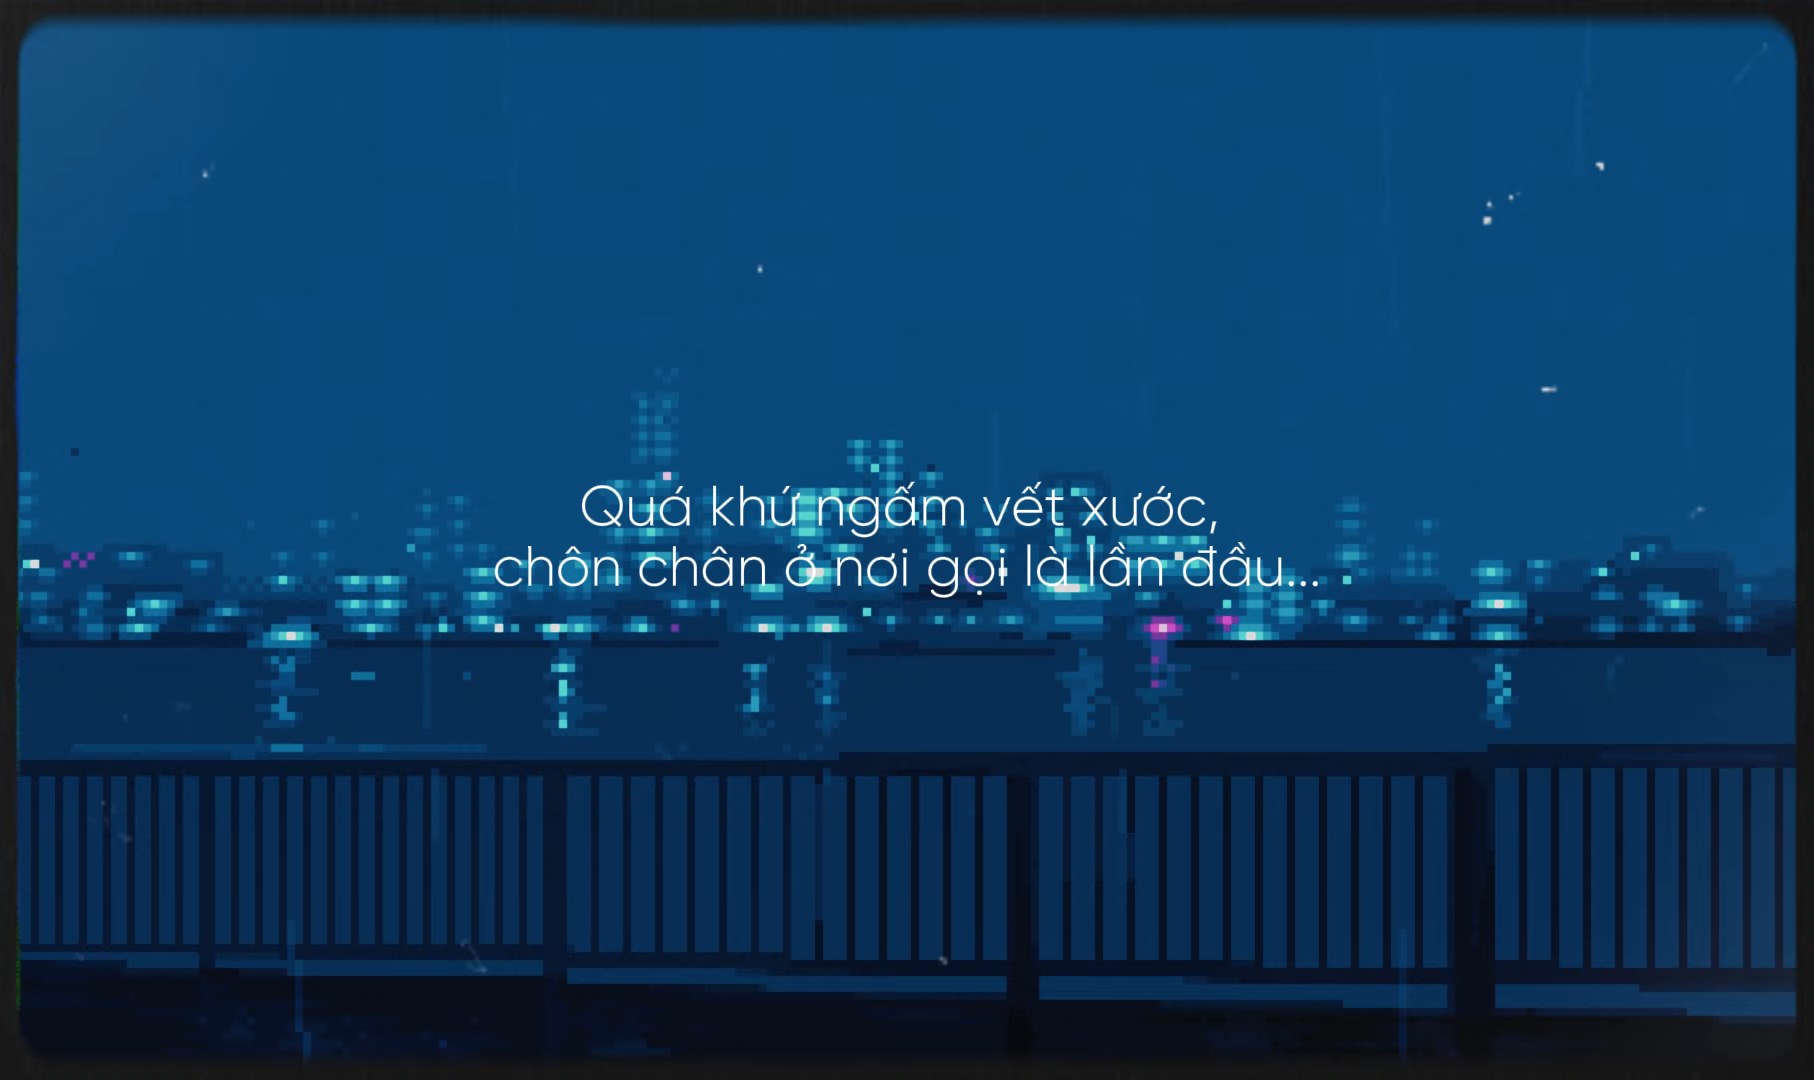 Quá khứ ngấm vết xước,
chôn chân ở nơi gọi là lần đầu...